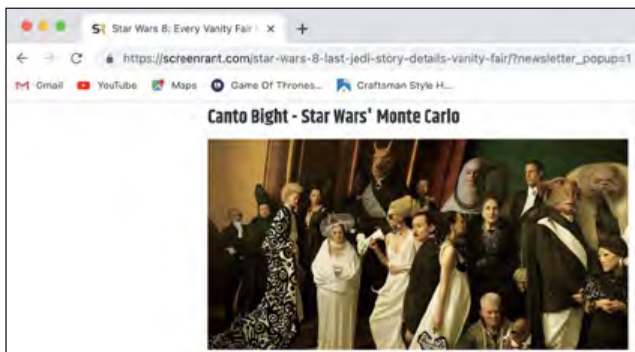 SR Star Wars 8: Every Vanity Fair
https://screenrant.com/star-wars-8-last-jedi-story-details-vanity-fair/?newsletter_popup=1
Gmail YouTube Maps Game Of Thrones... Craftsman Style H...
Canto Bight - Star Wars' Monte Carlo